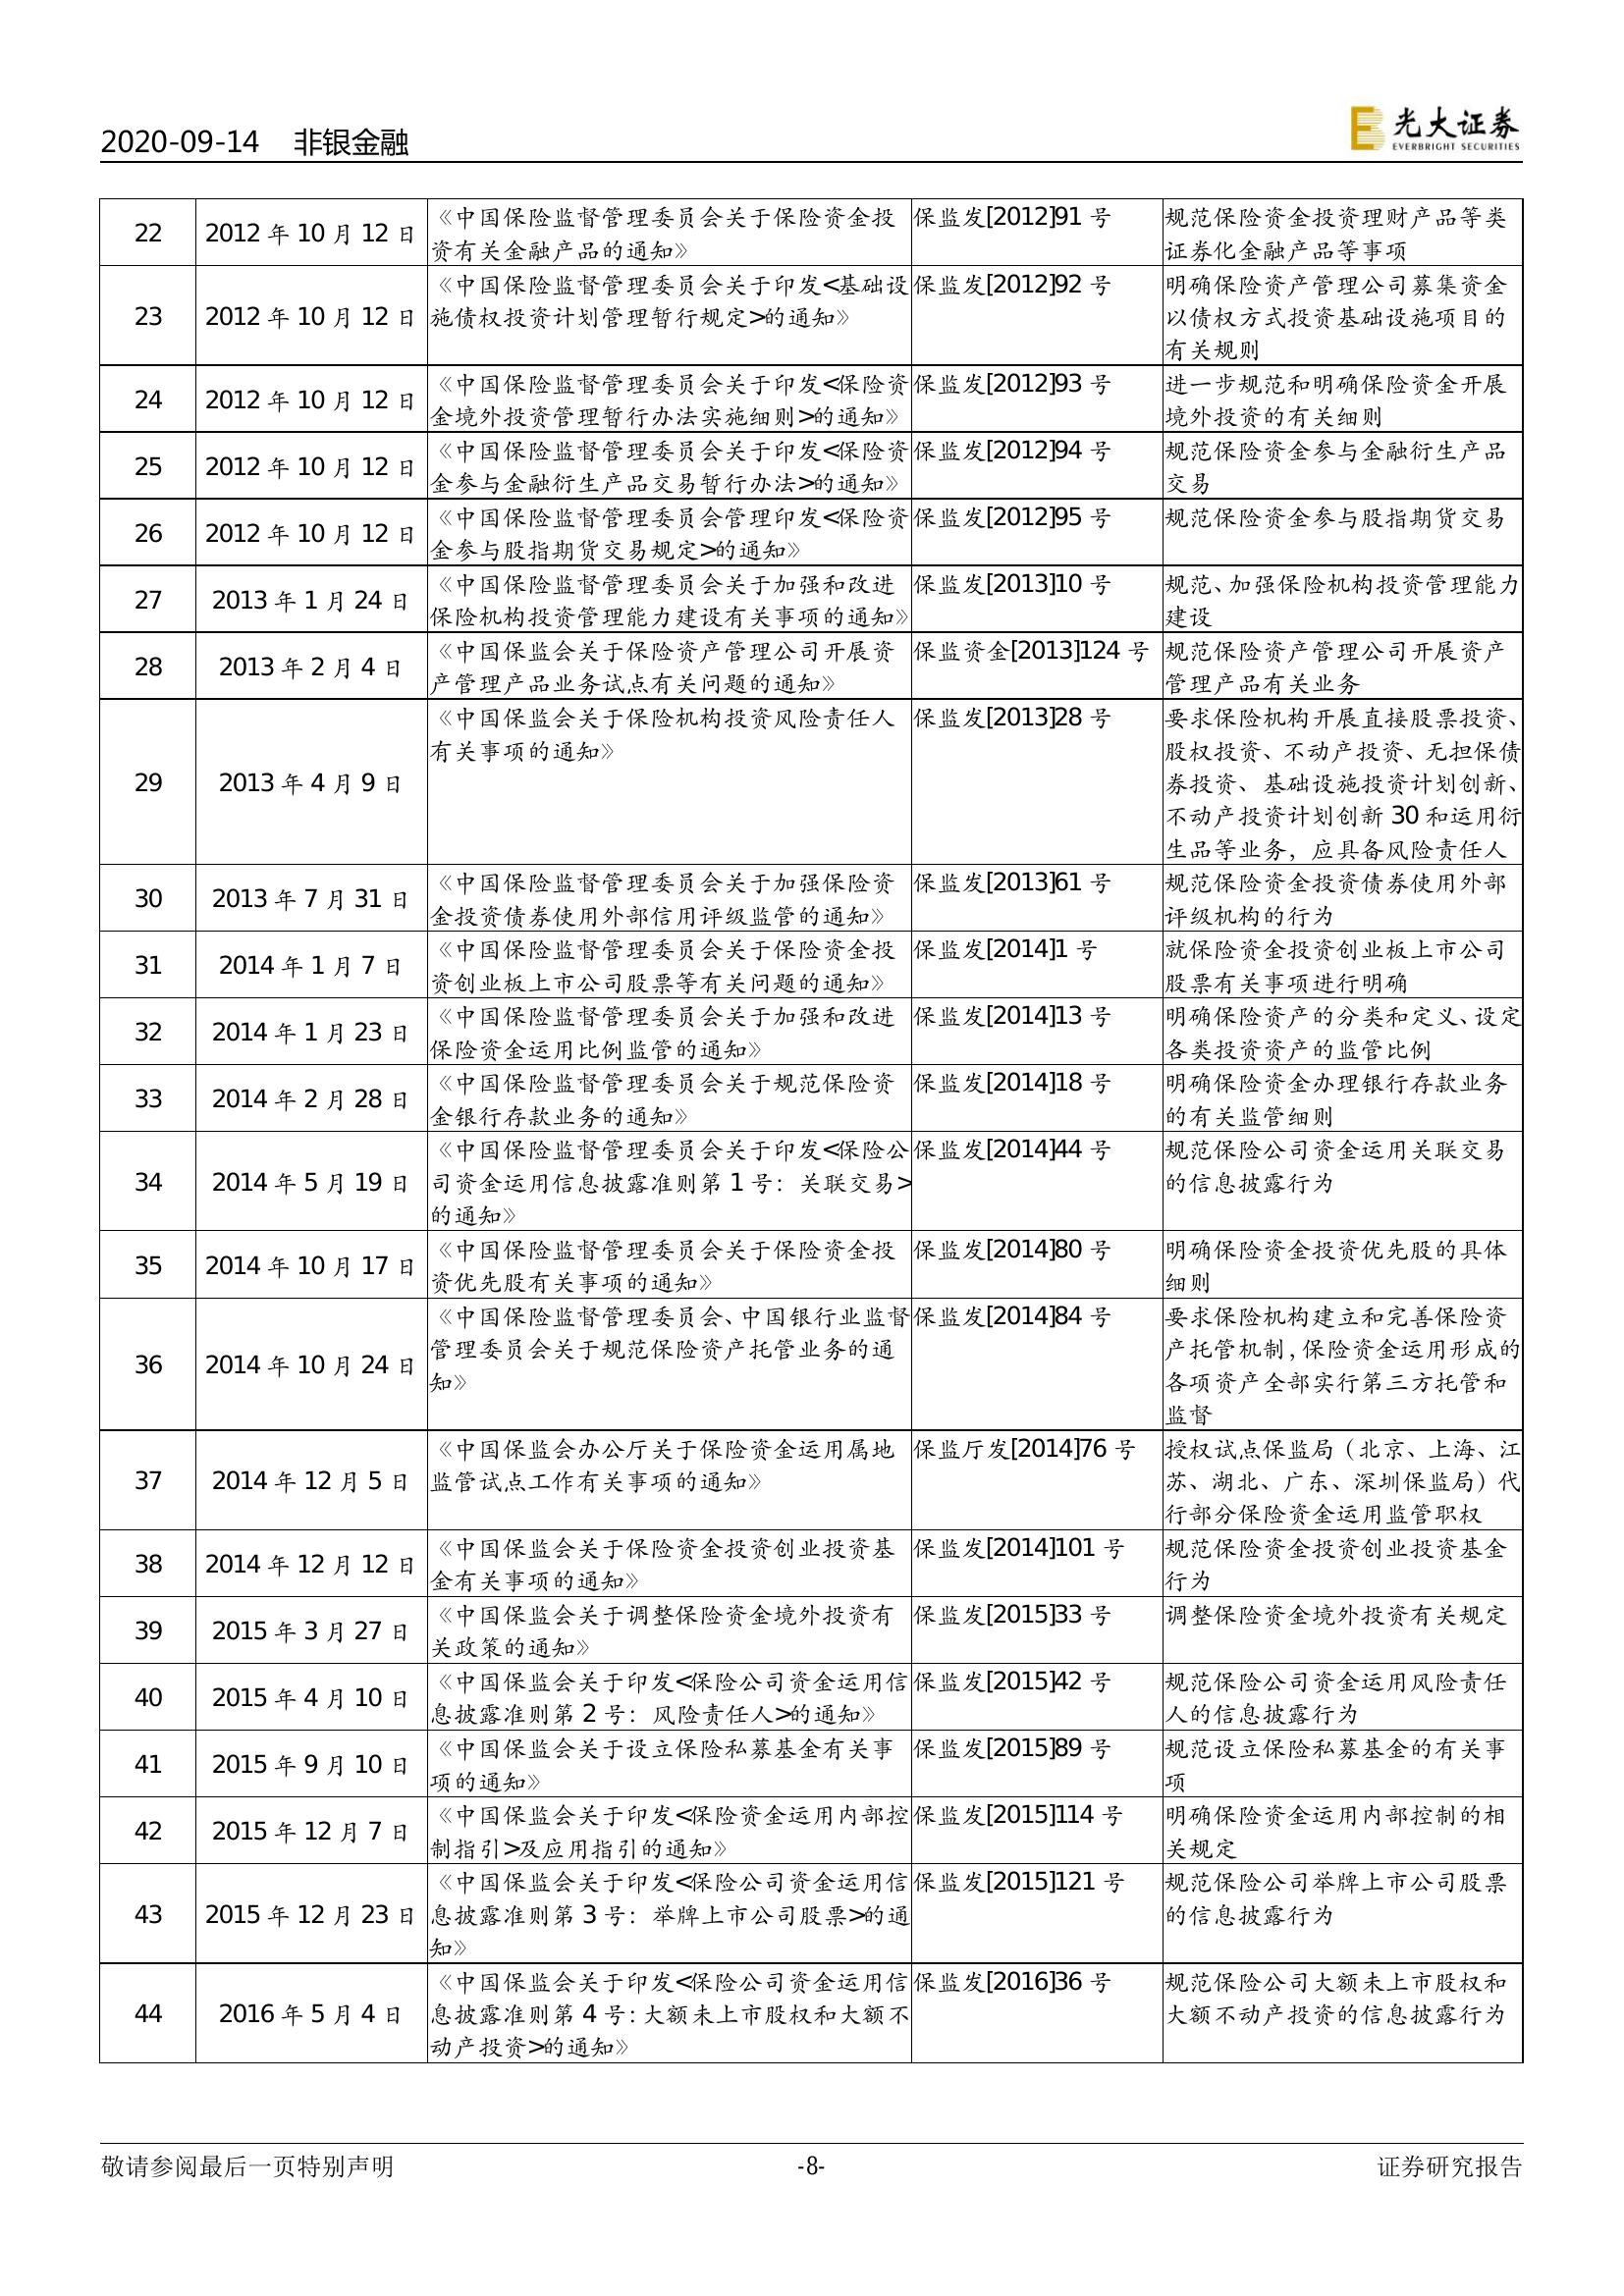 2020-09-14 非银金融
光大证券
EVERBRIGHT SECURITIES
22
2012 年 10 月 12 日
《中国保险监督管理委员会关于保险资金投
资有关金融产品的通知》
保监发[2012]91 号
规范保险资金投资理财产品等类
证券化金融产品等事项
23
2012 年 10 月 12 日
《中国保险监督管理委员会关于印发<基础设
施债权投资计划管理暂行规定>的通知》
保监发[2012]92 号
明确保险资产管理公司募集资金
以债权方式投资基础设施项目的
有关规则
24
2012 年 10 月 12 日
《中国保险监督管理委员会关于印发<保险资
金境外投资管理暂行办法实施细则>的通知》
保监发[2012]93 号
进一步规范和明确保险资金开展
境外投资的有关细则
25
2012 年 10 月 12 日
《中国保险监督管理委员会关于印发<保险资
金参与金融衍生产品交易暂行办法>的通知》
保监发[2012]94 号
规范保险资金参与金融衍生产品
交易
26
2012 年 10 月 12 日
《中国保险监督管理委员会管理印发<保险资
金参与股指期货交易规定>的通知》
保监发[2012]95 号
规范保险资金参与股指期货交易
27
2013 年 1 月 24 日
《中国保险监督管理委员会关于加强和改进
保险机构投资管理能力建设有关事项的通知》
保监发[2013]10 号
规范、加强保险机构投资管理能力
建设
28
2013 年 2 月 4 日
《中国保监会关于保险资产管理公司开展资
产管理产品业务试点有关问题的通知》
保监资金[2013]124 号
规范保险资产管理公司开展资产
管理产品有关业务
29
2013 年 4 月 9 日
《中国保监会关于保险机构投资风险责任人
有关事项的通知》
保监发[2013]28 号
要求保险机构开展直接股票投资、
股权投资、不动产投资、无担保债
券投资、基础设施投资计划创新、
不动产投资计划创新 30 和运用衍
生品等业务，应具备风险责任人
30
2013 年 7 月 31 日
《中国保险监督管理委员会关于加强保险资
金投资债券使用外部信用评级监管的通知》
保监发[2013]61 号
规范保险资金投资债券使用外部
评级机构的行为
31
2014 年 1 月 7 日
《中国保险监督管理委员会关于保险资金投
资创业板上市公司股票等有关问题的通知》
保监发[2014]1 号
就保险资金投资创业板上市公司
股票有关事项进行明确
32
2014 年 1 月 23 日
《中国保险监督管理委员会关于加强和改进
保险资金运用比例监管的通知》
保监发[2014]13 号
明确保险资产的分类和定义、设定
各类投资资产的监管比例
33
2014 年 2 月 28 日
《中国保险监督管理委员会关于规范保险资
金银行存款业务的通知》
保监发[2014]18 号
明确保险资金办理银行存款业务
的有关监管细则
34
2014 年 5 月 19 日
《中国保险监督管理委员会关于印发<保险公
司资金运用信息披露准则第 1 号：关联交易>
的通知》
保监发[2014]44 号
规范保险公司资金运用关联交易
的信息披露行为
35
2014 年 10 月 17 日
《中国保险监督管理委员会关于保险资金投
资优先股有关事项的通知》
保监发[2014]80 号
明确保险资金投资优先股的具体
细则
36
2014 年 10 月 24 日
《中国保险监督管理委员会、中国银行业监督
管理委员会关于规范保险资产托管业务的通
知》
保监发[2014]84 号
要求保险机构建立和完善保险资
产托管机制，保险资金运用形成的
各项资产全部实行第三方托管和
监督
37
2014 年 12 月 5 日
《中国保监会办公厅关于保险资金运用属地
监管试点工作有关事项的通知》
保监厅发[2014]76 号
授权试点保监局（北京、上海、江
苏、湖北、广东、深圳保监局）代
行部分保险资金运用监管职权
38
2014 年 12 月 12 日
《中国保监会关于保险资金投资创业投资基
金有关事项的通知》
保监发[2014]101 号
规范保险资金投资创业投资基金
行为
39
2015 年 3 月 27 日
《中国保监会关于调整保险资金境外投资有
关政策的通知》
保监发[2015]33 号
调整保险资金境外投资有关规定
40
2015 年 4 月 10 日
《中国保监会关于印发<保险公司资金运用信
息披露准则第 2 号：风险责任人>的通知》
保监发[2015]42 号
规范保险公司资金运用风险责任
人的信息披露行为
41
2015 年 9 月 10 日
《中国保监会关于设立保险私募基金有关事
项的通知》
保监发[2015]89 号
规范设立保险私募基金的有关事
项
42
2015 年 12 月 7 日
《中国保监会关于印发<保险资金运用内部控
制指引>及应用指引的通知》
保监发[2015]114 号
明确保险资金运用内部控制的相
关规定
43
2015 年 12 月 23 日
《中国保监会关于印发<保险公司资金运用信
息披露准则第 3 号：举牌上市公司股票>的通
知》
保监发[2015]121 号
规范保险公司举牌上市公司股票
的信息披露行为
44
2016 年 5 月 4 日
《中国保监会关于印发<保险公司资金运用信
息披露准则第 4 号：大额未上市股权和大额不
动产投资>的通知》
保监发[2016]36 号
规范保险公司大额未上市股权和
大额不动产投资的信息披露行为
敬请参阅最后一页特别声明
-8-
证券研究报告